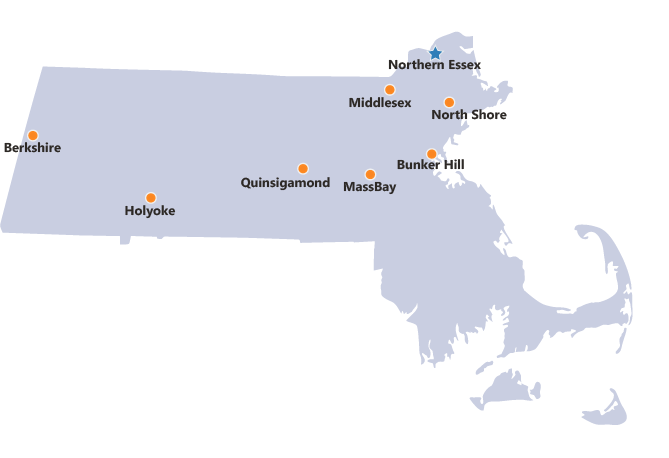 Northern Essex
Middlesex
North Shore
Berkshire
Bunker Hill
Quinsigamond
MassBay
Holyoke